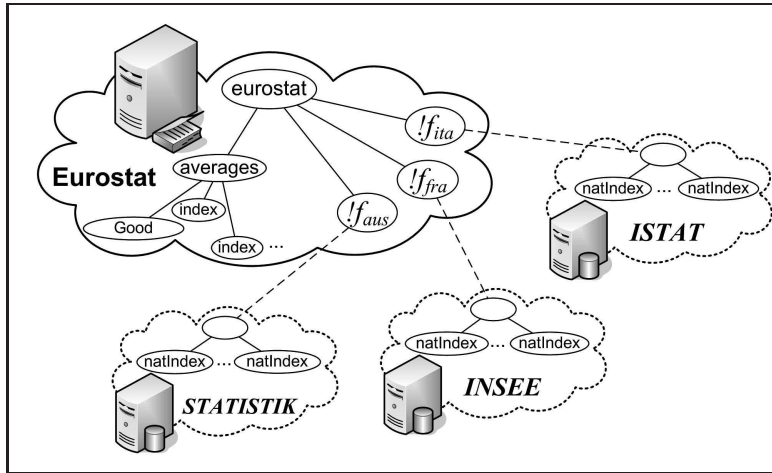 eurostat
!f_ita
averages
Eurostat
!f_fra
index
!f_aus
Good
index ...
natIndex ... natIndex
ISTAT
natIndex ... natIndex
STATISTIK
natIndex ... natIndex
INSEE